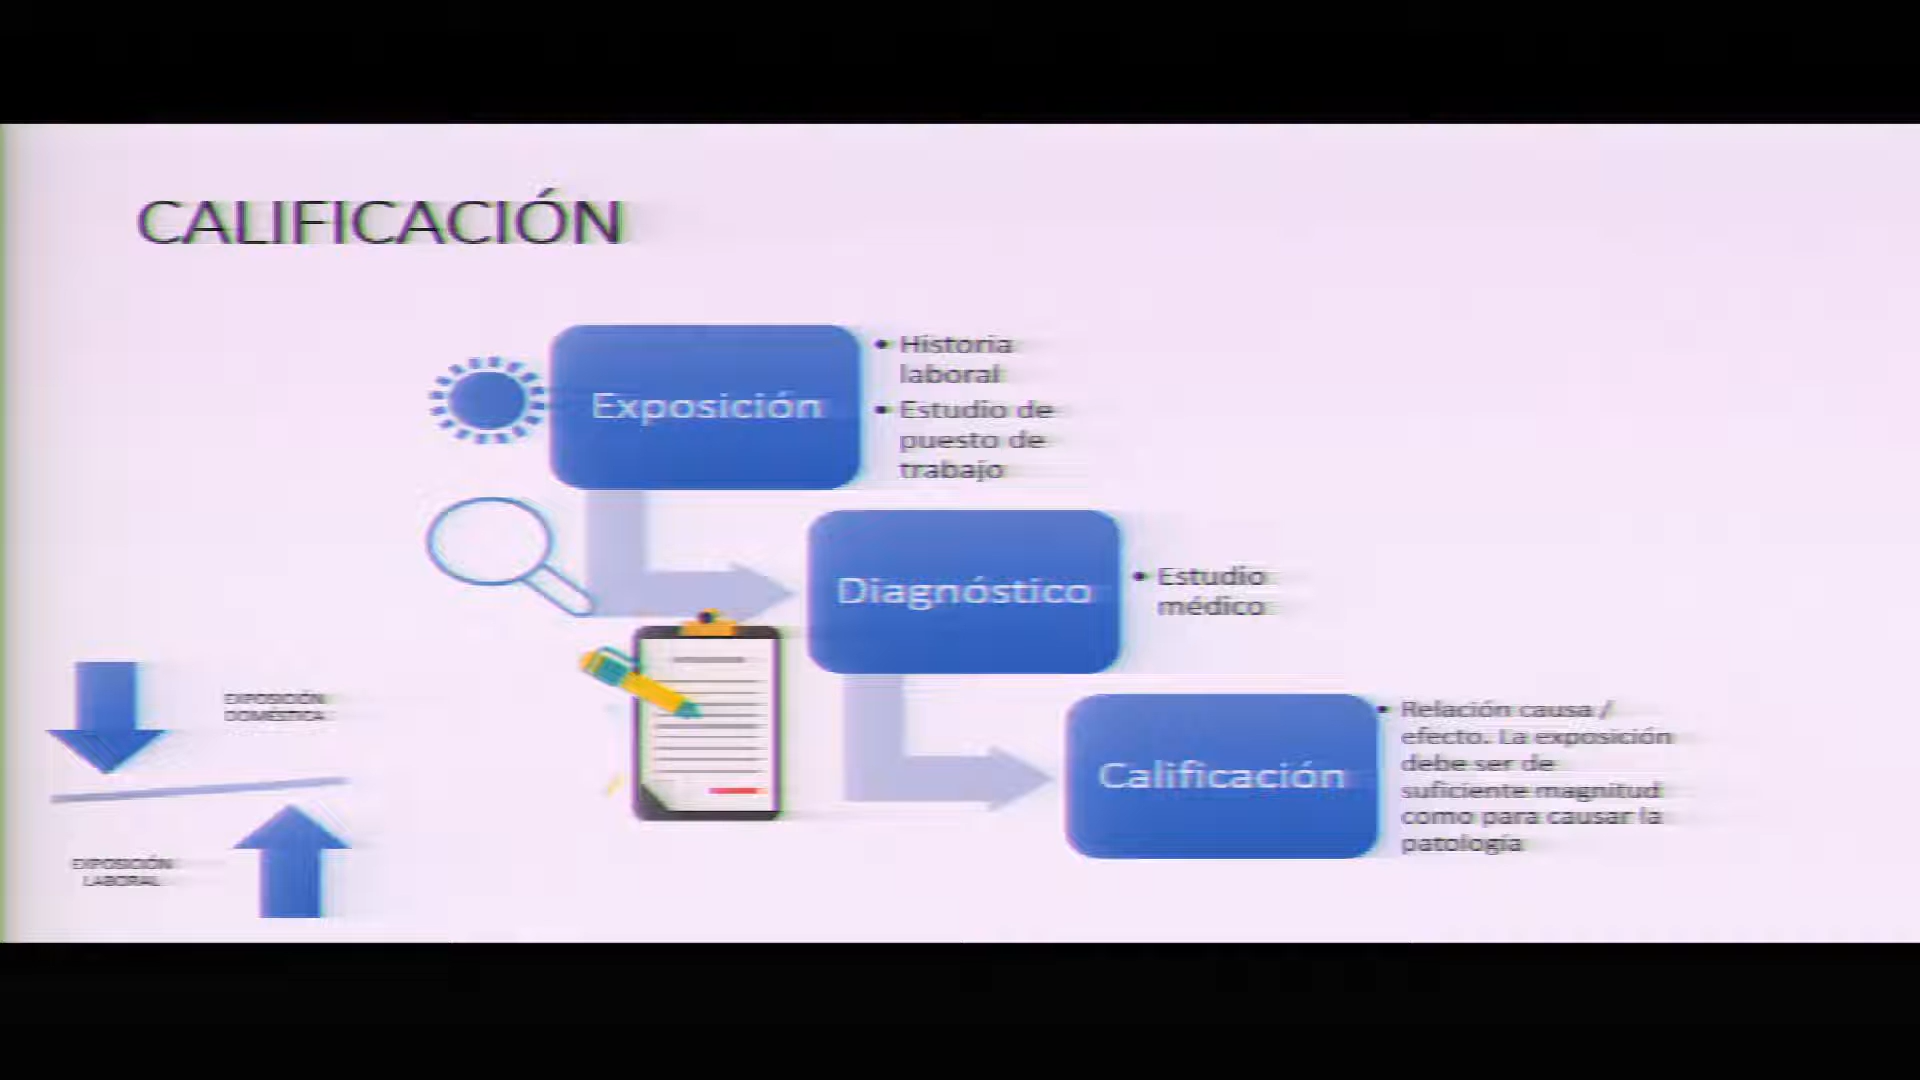 CALIFICACIÓN
Exposición
• Historia
laboral
• Estudio de
puesto de
trabajo
Diagnóstico
• Estudio
médico
Calificación
• Relación causa /
efecto. La exposición
debe ser de
suficiente magnitud
como para causar la
patología
EXPOSICIÓN
DOMÉSTICA
EXPOSICIÓN
LABORAL